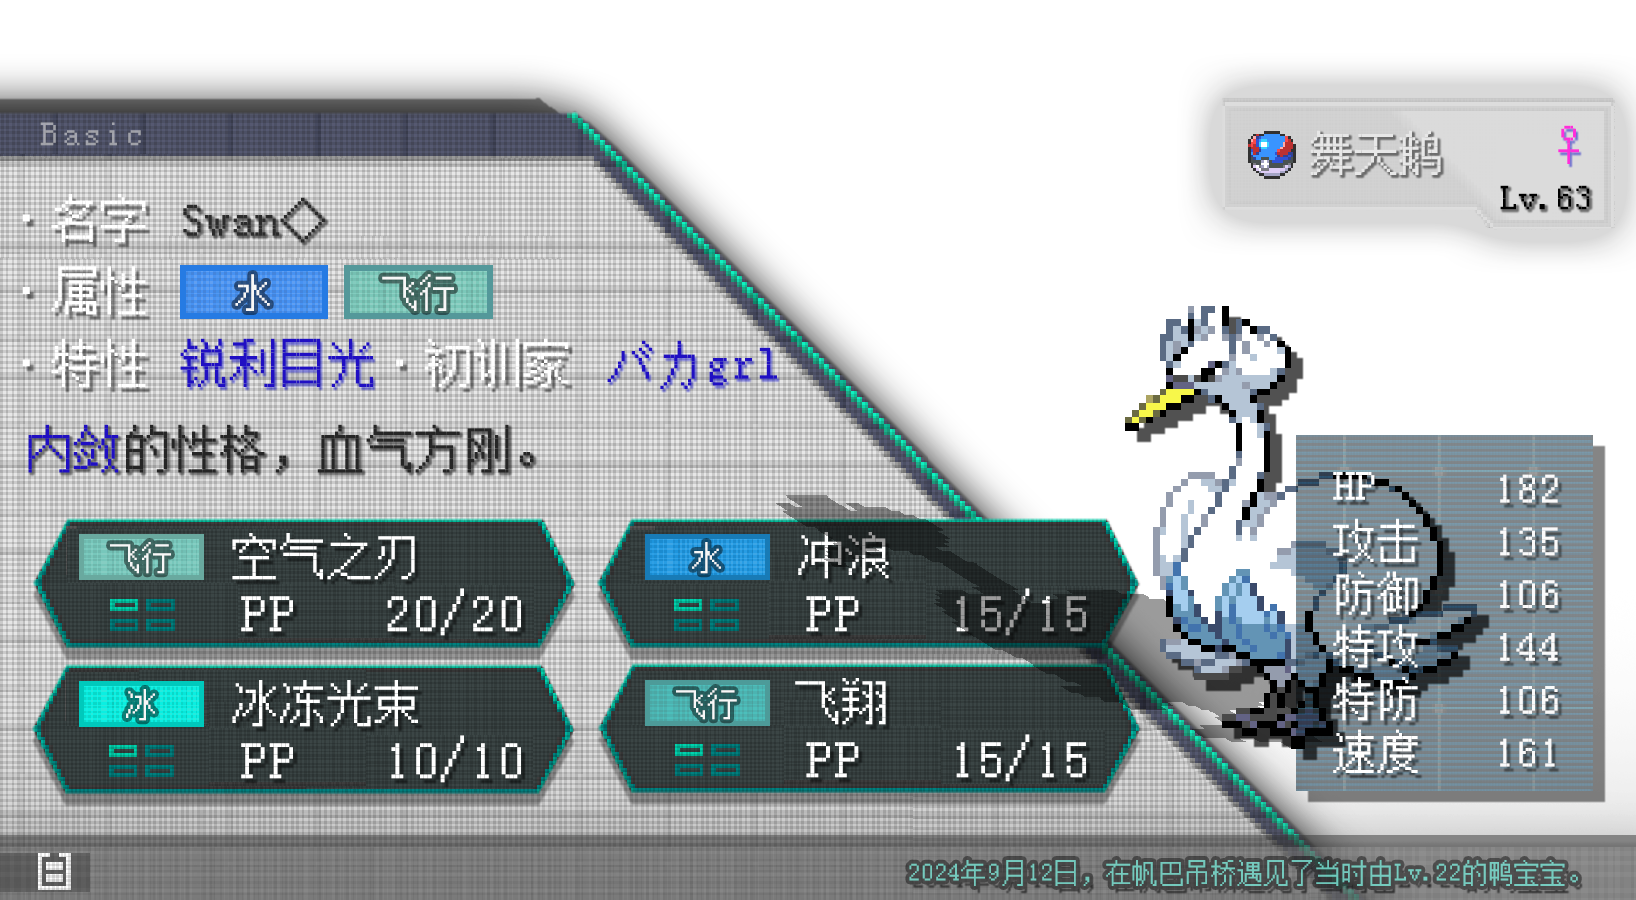 Basic
舞天鹅 ♀
Lv.63
·名字 Swan◇
·属性 水 飞行
·特性 锐利目光 ·初训家 バカgrl
内敛的性格，血气方刚。
飞行 空气之刃
PP 20/20
水 冲浪
PP 15/15
冰 冰冻光束
PP 10/10
飞行 飞翔
PP 15/15
HP 182
攻击 135
防御 106
特攻 144
特防 106
速度 161
2024年9月12日，在帆巴吊桥遇见了当时由Lv.22的鸭宝宝。